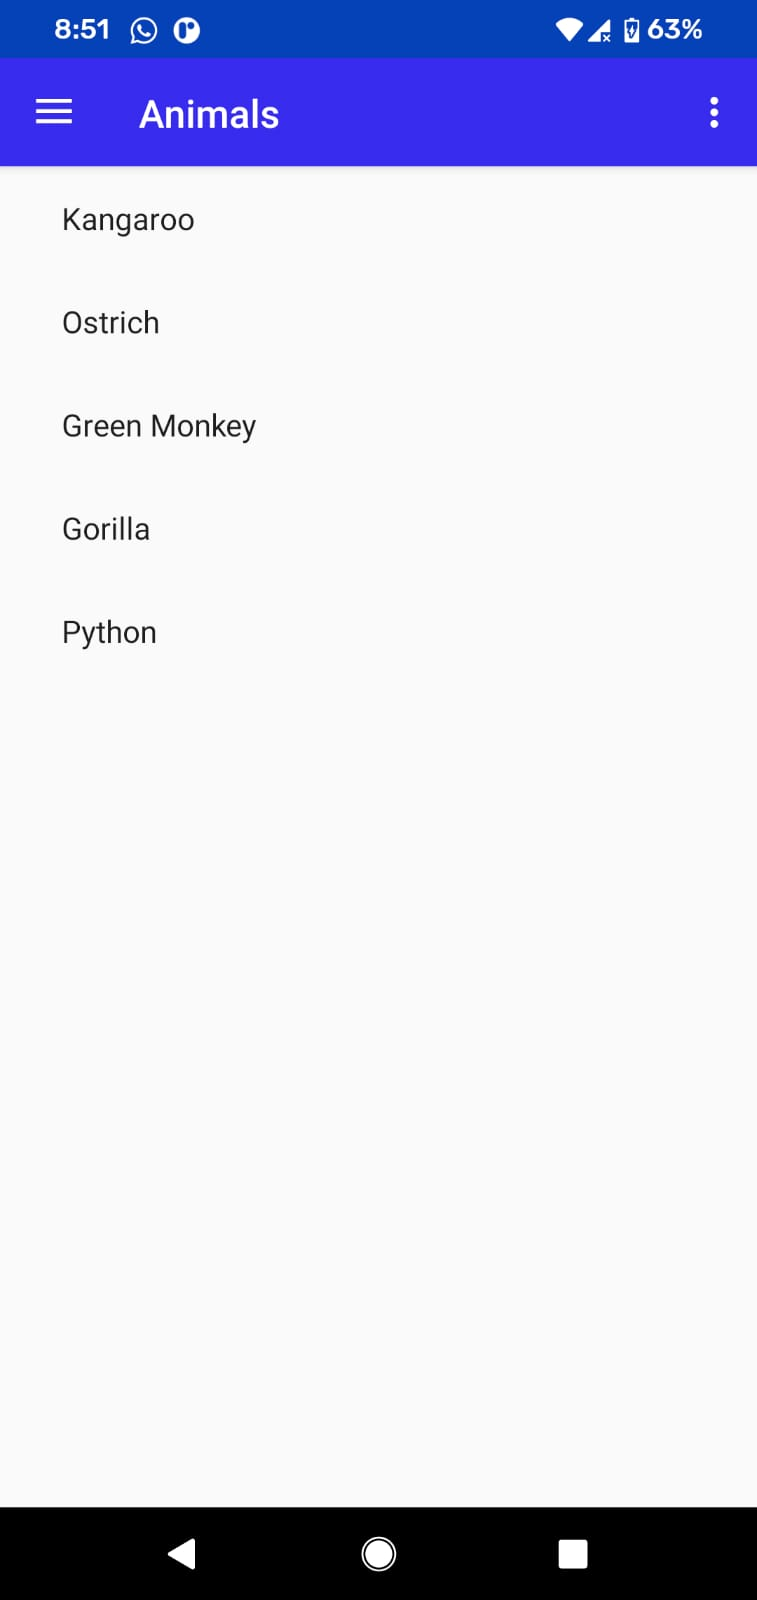 8:51 63%
Animals
Kangaroo
Ostrich
Green Monkey
Gorilla
Python